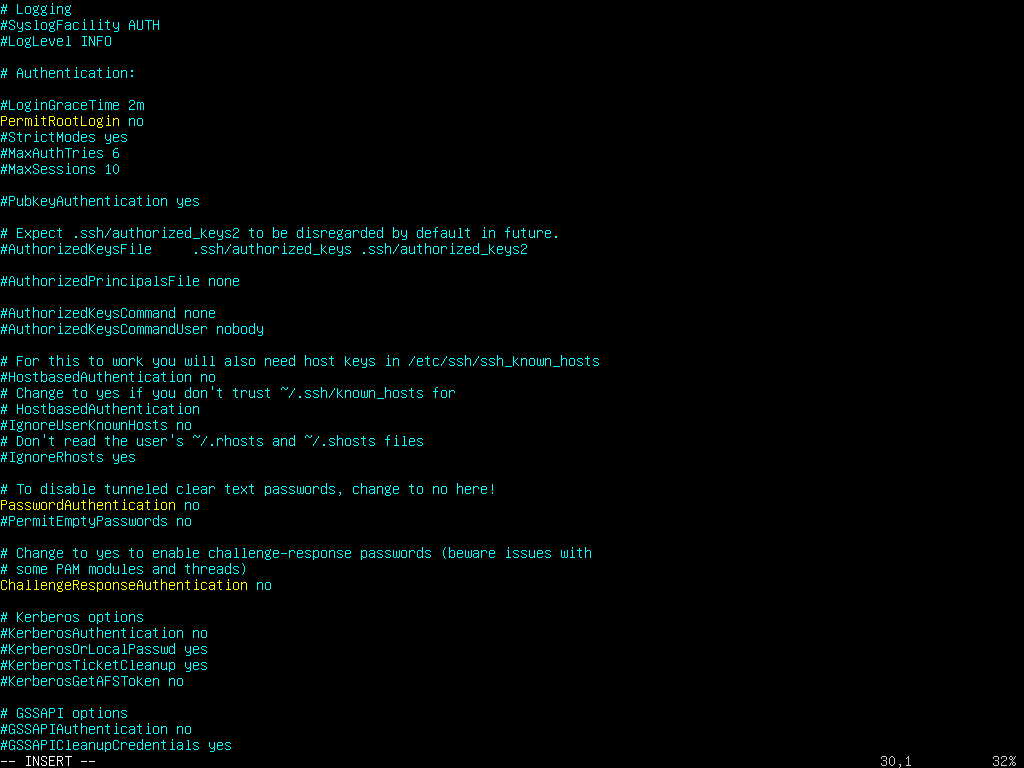 # Logging
#SyslogFacility AUTH
#LogLevel INFO
# Authentication:
#LoginGraceTime 2m
PermitRootLogin no
#StrictModes yes
#MaxAuthTries 6
#MaxSessions 10
#PubkeyAuthentication yes
# Expect .ssh/authorized_keys2 to be disregarded by default in future.
#AuthorizedKeysFile     .ssh/authorized_keys .ssh/authorized_keys2
#AuthorizedPrincipalsFile none
#AuthorizedKeysCommand none
#AuthorizedKeysCommandUser nobody
# For this to work you will also need host keys in /etc/ssh/ssh_known_hosts
#HostbasedAuthentication no
# Change to yes if you don't trust ~/.ssh/known_hosts for
# HostbasedAuthentication
#IgnoreUserKnownHosts no
# Don't read the user's ~/.rhosts and ~/.shosts files
#IgnoreRhosts yes
# To disable tunneled clear text passwords, change to no here!
PasswordAuthentication no
#PermitEmptyPasswords no
# Change to yes to enable challenge-response passwords (beware issues with
# some PAM modules and threads)
ChallengeResponseAuthentication no
# Kerberos options
#KerberosAuthentication no
#KerberosOrLocalPasswd yes
#KerberosTicketCleanup yes
#KerberosGetAFSToken no
# GSSAPI options
#GSSAPIAuthentication no
#GSSAPICleanupCredentials yes
-- INSERT -- 30,1 32%